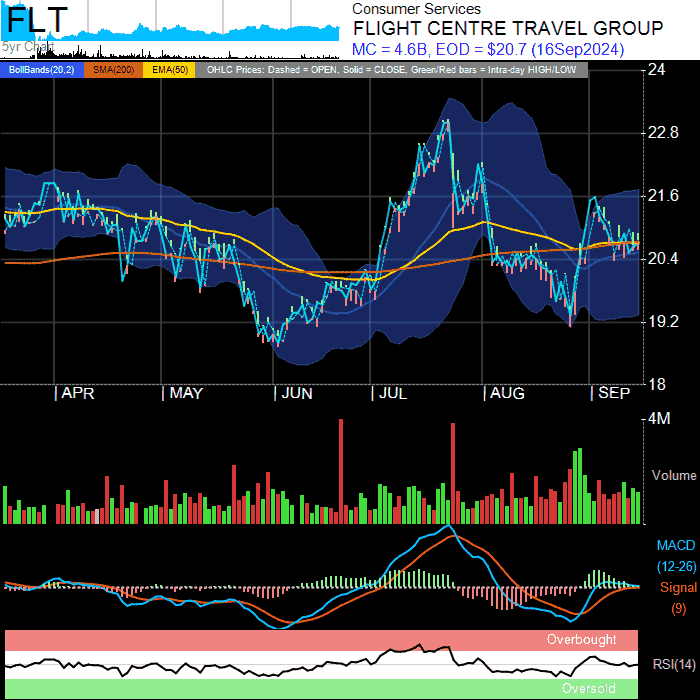 FLT
5yr Chart
Consumer Services
FLIGHT CENTRE TRAVEL GROUP
MC = 4.6B, EOD = $20.7 (16Sep2024)
BollBands(20,2) SMA(200) EMA(50) OHLC Prices: Dashed = OPEN, Solid = CLOSE, Green/Red bars = Intra-day HIGH/LOW
24
22.8
21.6
20.4
19.2
18
APR MAY JUN JUL AUG SEP
4M
Volume
MACD
(12-26)
Signal
(9)
Overbought
RSI(14)
Oversold